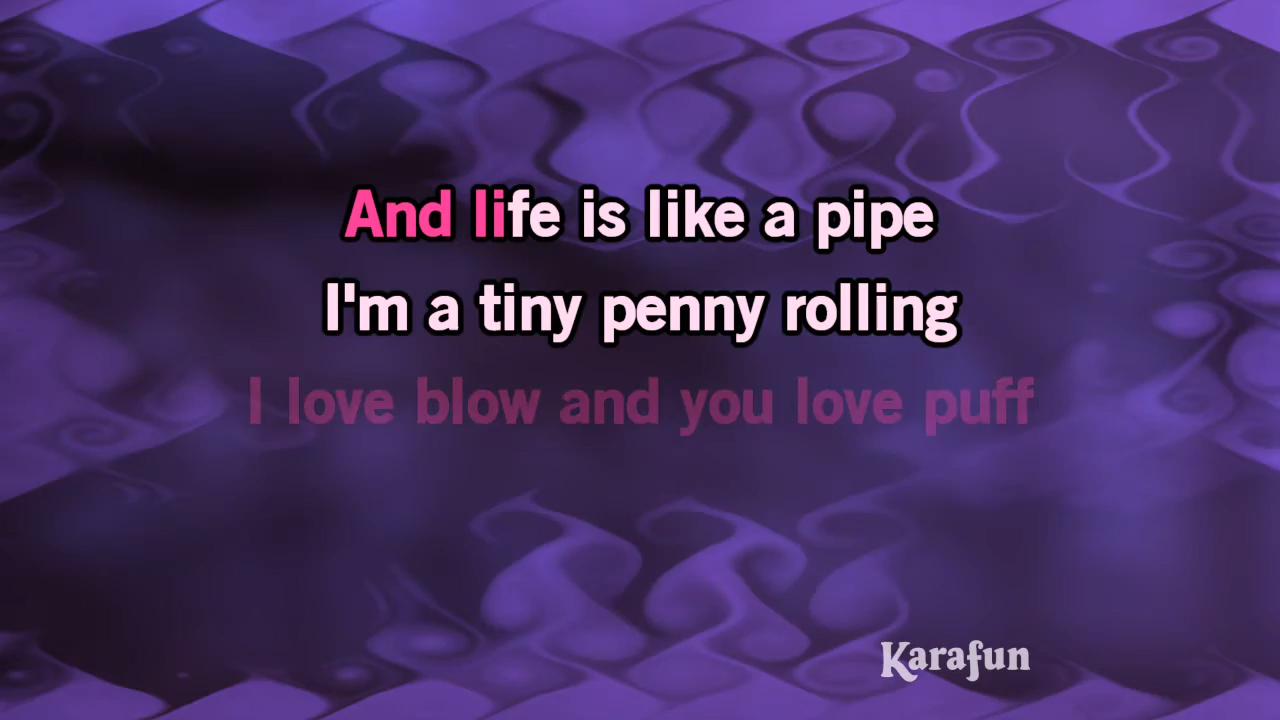 And life is like a pipe
I'm a tiny penny rolling
I love blow and you love puff
Karafun